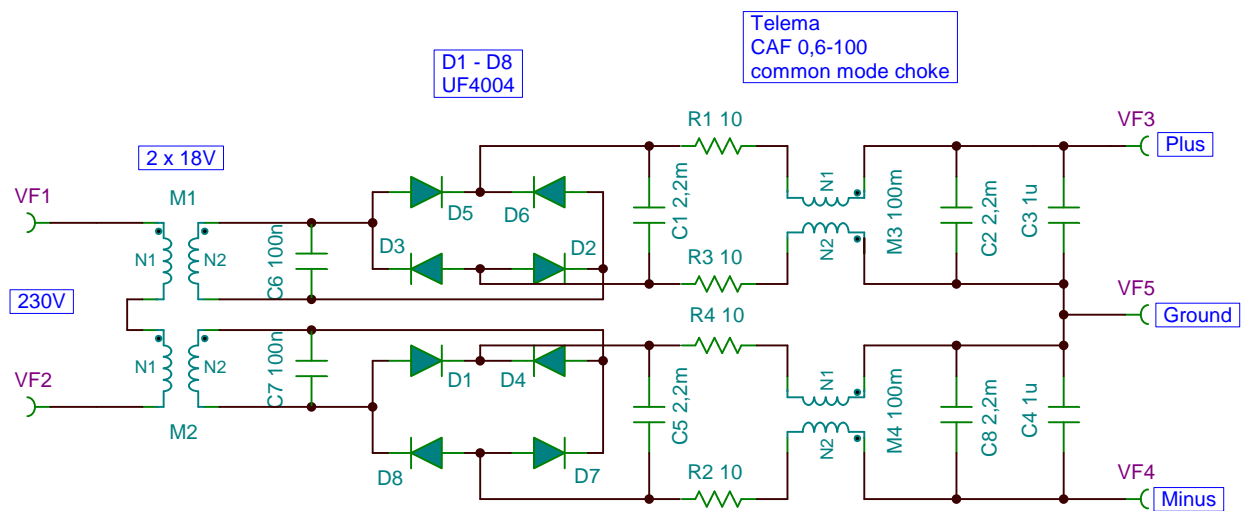 Telema
CAF 0,6-100
common mode choke
D1 - D8
UF4004
R1 10
VF3
Plus
2 x 18V
VF1
M1
N1
D5
D6
C1 2,2m
M3 100m
C2 2,2m
C3 1u
N1
N2
C6 100n
D3
D2
N2
R3 10
VF5
230V
Ground
R4 10
N1
N2
C7 100n
D1
D4
N1
VF2
C5 2,2m
M4 100m
C8 2,2m
C4 1u
M2
N2
D8
D7
R2 10
VF4
Minus